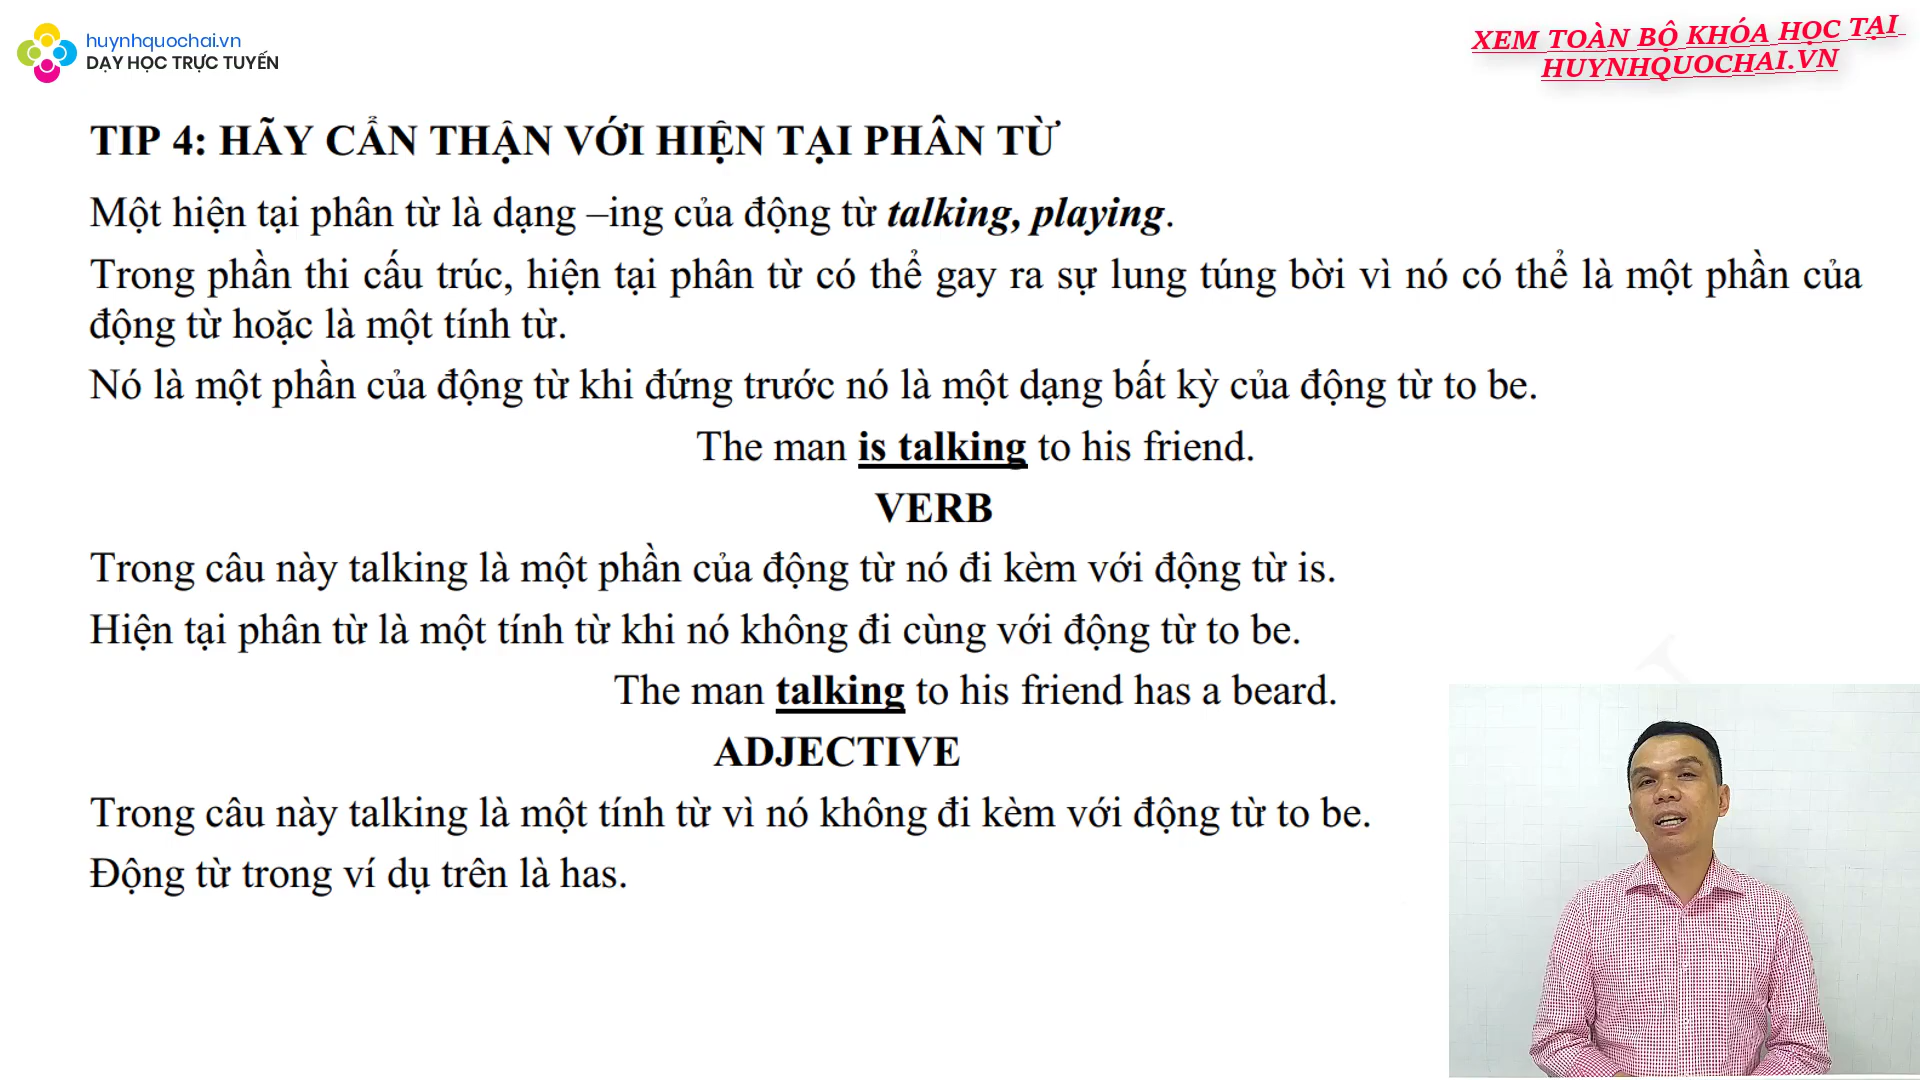 huynhquochai.vn
DẠY HỌC TRỰC TUYẾN
XEM TOÀN BỘ KHÓA HỌC TẠI
HUYNHQUOCHAI.VN
TIP 4: HÃY CẨN THẬN VỚI HIỆN TẠI PHÂN TỪ
Một hiện tại phân từ là dạng –ing của động từ talking, playing.
Trong phần thi cấu trúc, hiện tại phân từ có thể gay ra sự lung túng bời vì nó có thể là một phần của
động từ hoặc là một tính từ.
Nó là một phần của động từ khi đứng trước nó là một dạng bất kỳ của động từ to be.
The man is talking to his friend.
VERB
Trong câu này talking là một phần của động từ nó đi kèm với động từ is.
Hiện tại phân từ là một tính từ khi nó không đi cùng với động từ to be.
The man talking to his friend has a beard.
ADJECTIVE
Trong câu này talking là một tính từ vì nó không đi kèm với động từ to be.
Động từ trong ví dụ trên là has.